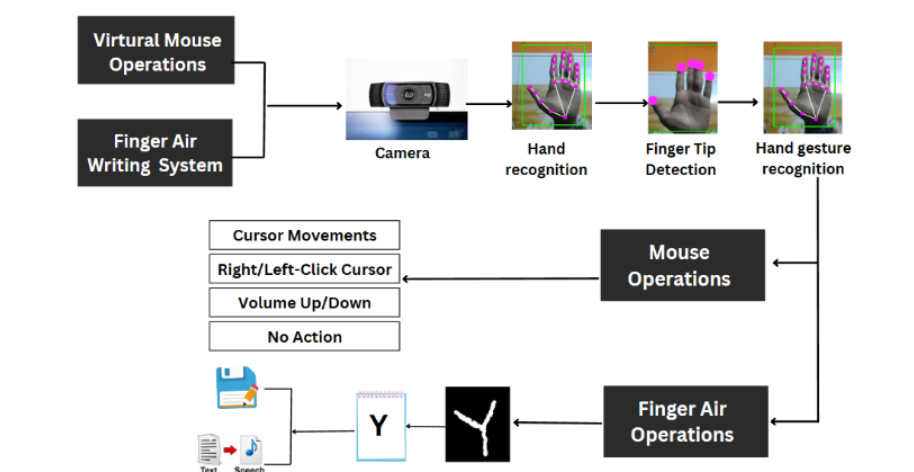 Virtural Mouse
Operations
Finger Air
Writing System
Camera
Hand
recognition
Finger Tip
Detection
Hand gesture
recognition
Cursor Movements
Right/Left-Click Cursor
Volume Up/Down
No Action
Mouse
Operations
Finger Air
Operations
Y
Y
Text
Speech